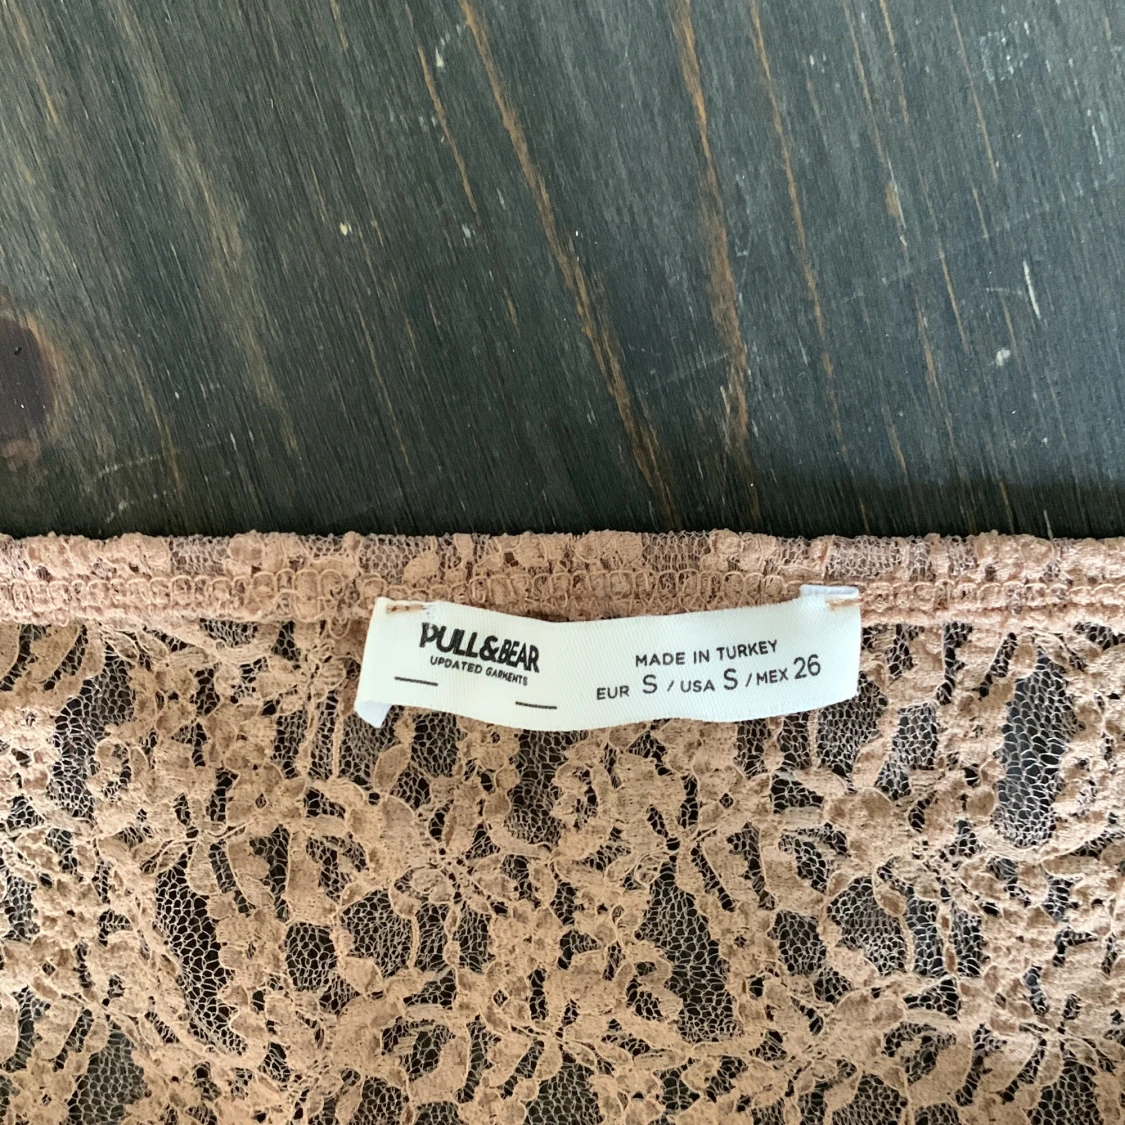 PULL&BEAR
UPDATED GARMENTS
MADE IN TURKEY
EUR S / USA S / MEX 26